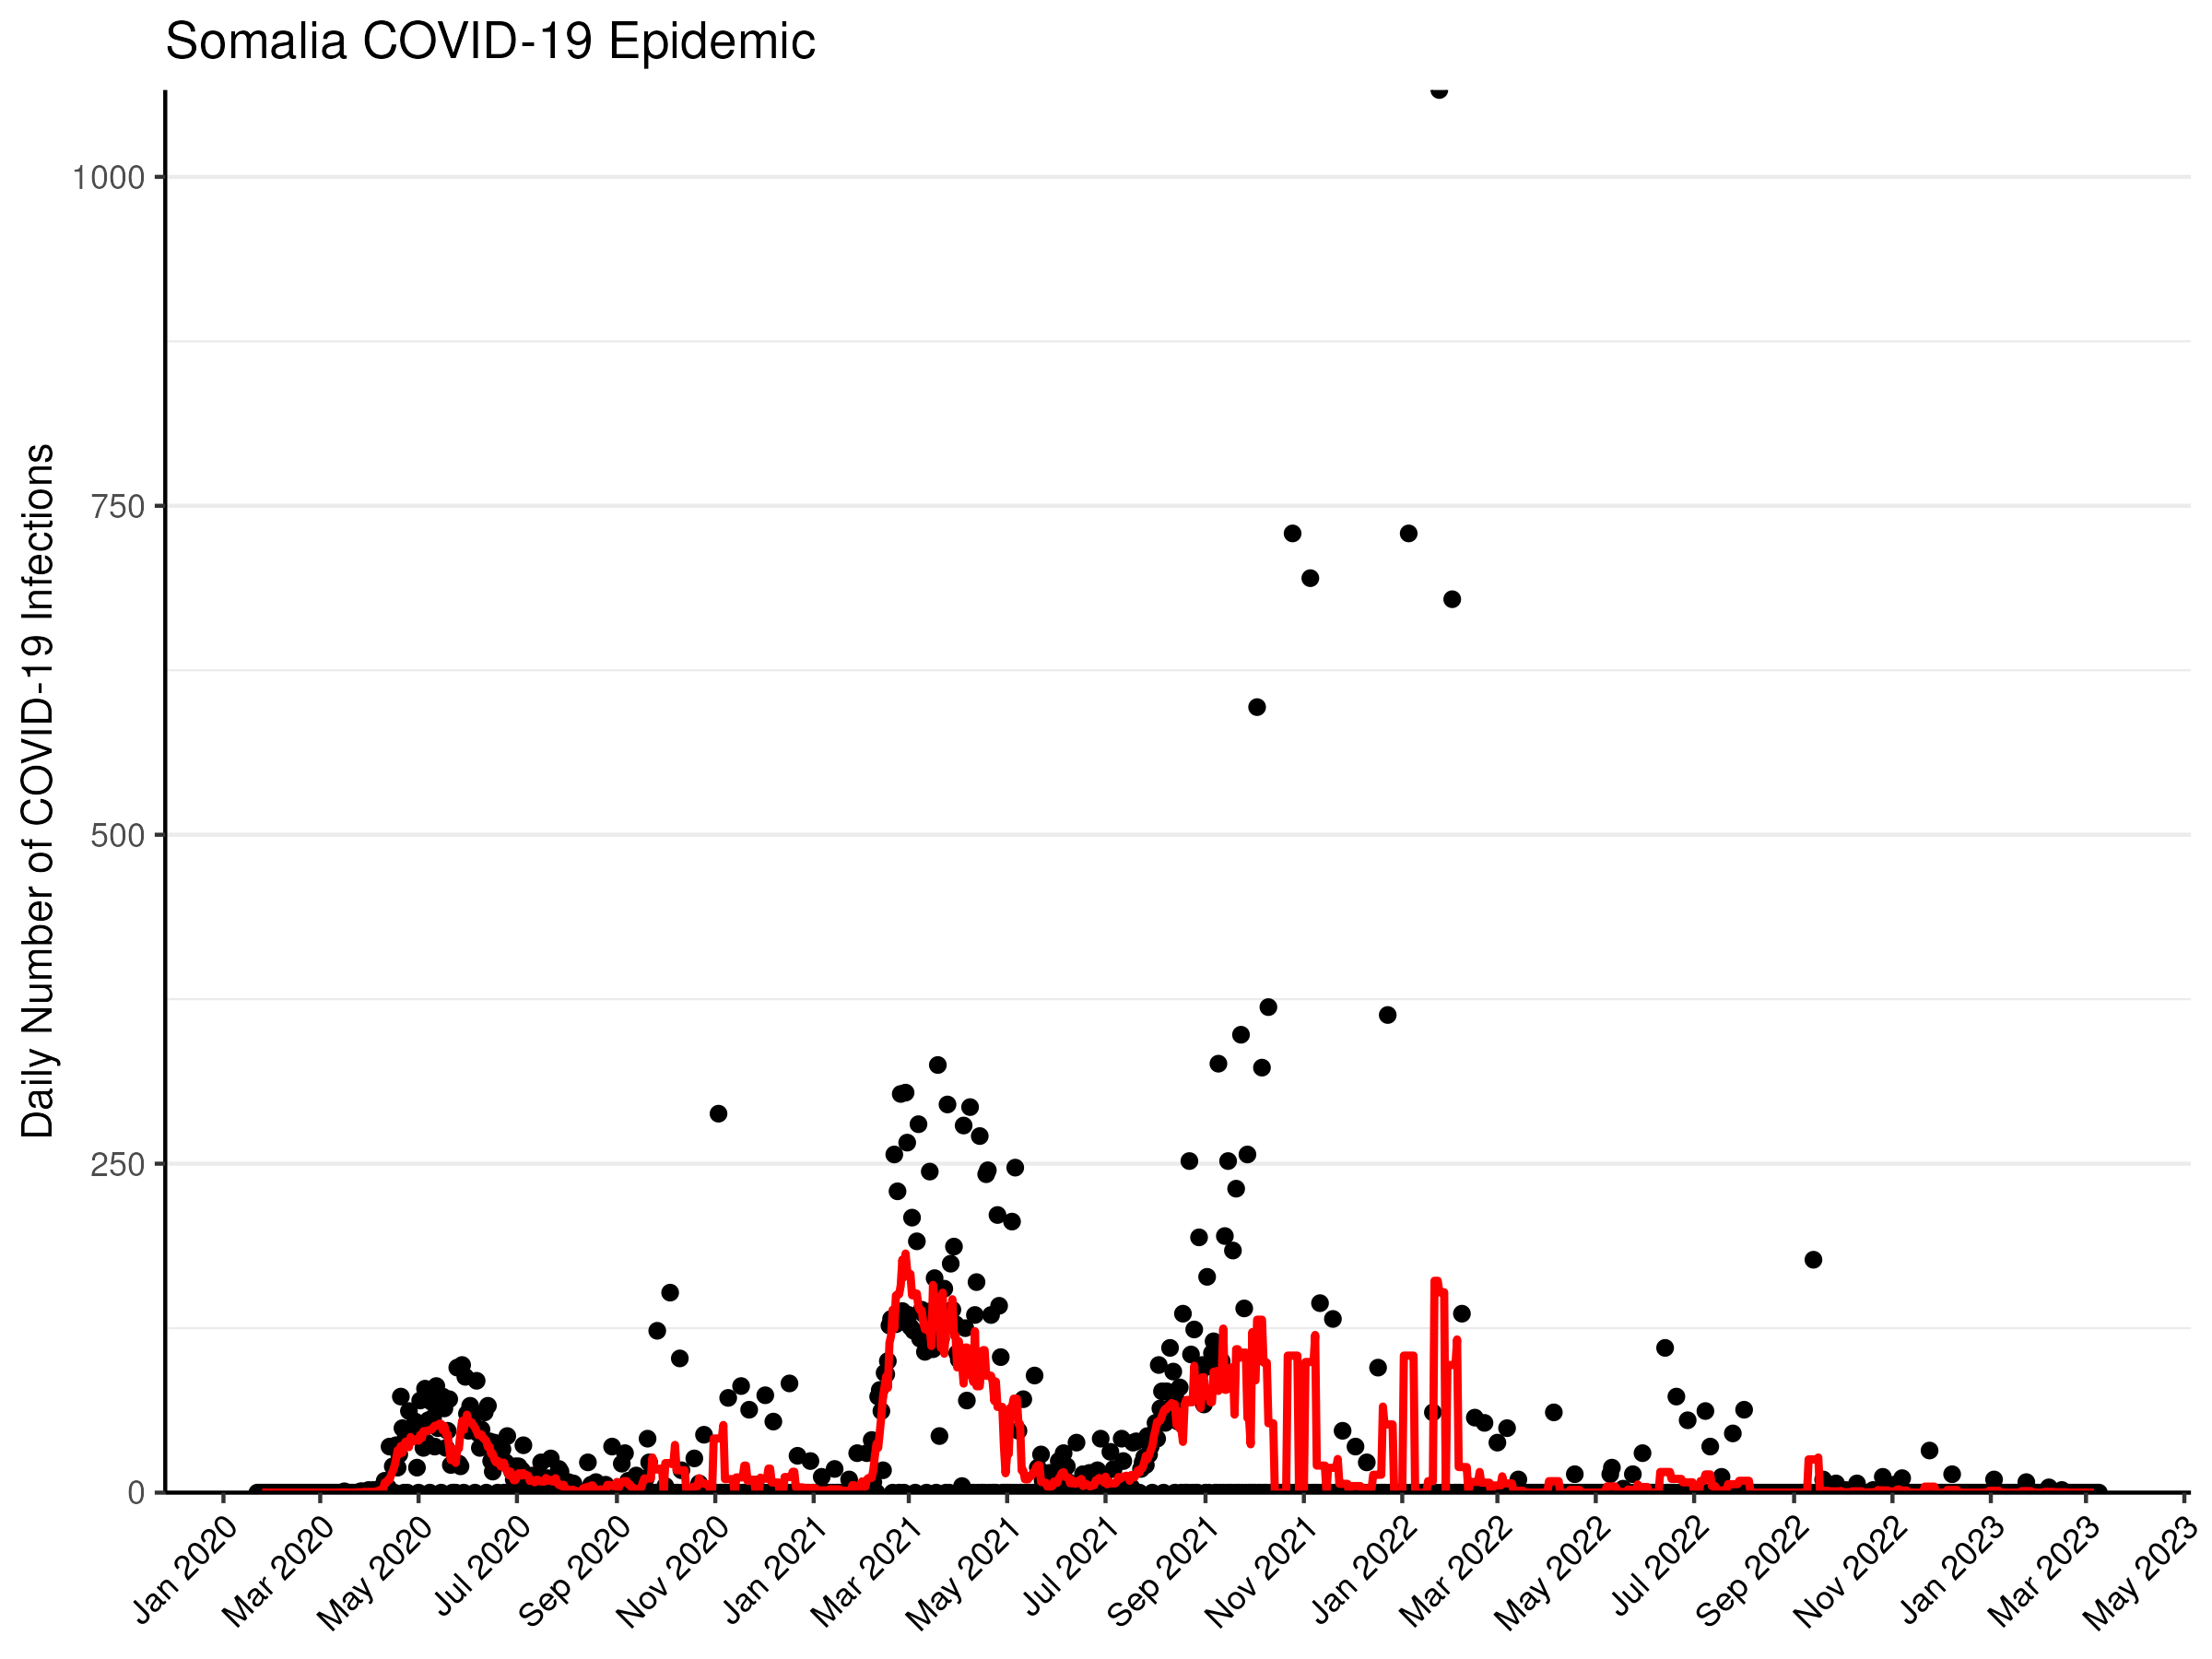 Somalia COVID-19 Epidemic
Daily Number of COVID-19 Infections
1000
750
500
250
0
Jan 2020
Mar 2020
May 2020
Jul 2020
Sep 2020
Nov 2020
Jan 2021
Mar 2021
May 2021
Jul 2021
Sep 2021
Nov 2021
Jan 2022
Mar 2022
May 2022
Jul 2022
Sep 2022
Nov 2022
Jan 2023
Mar 2023
May 2023